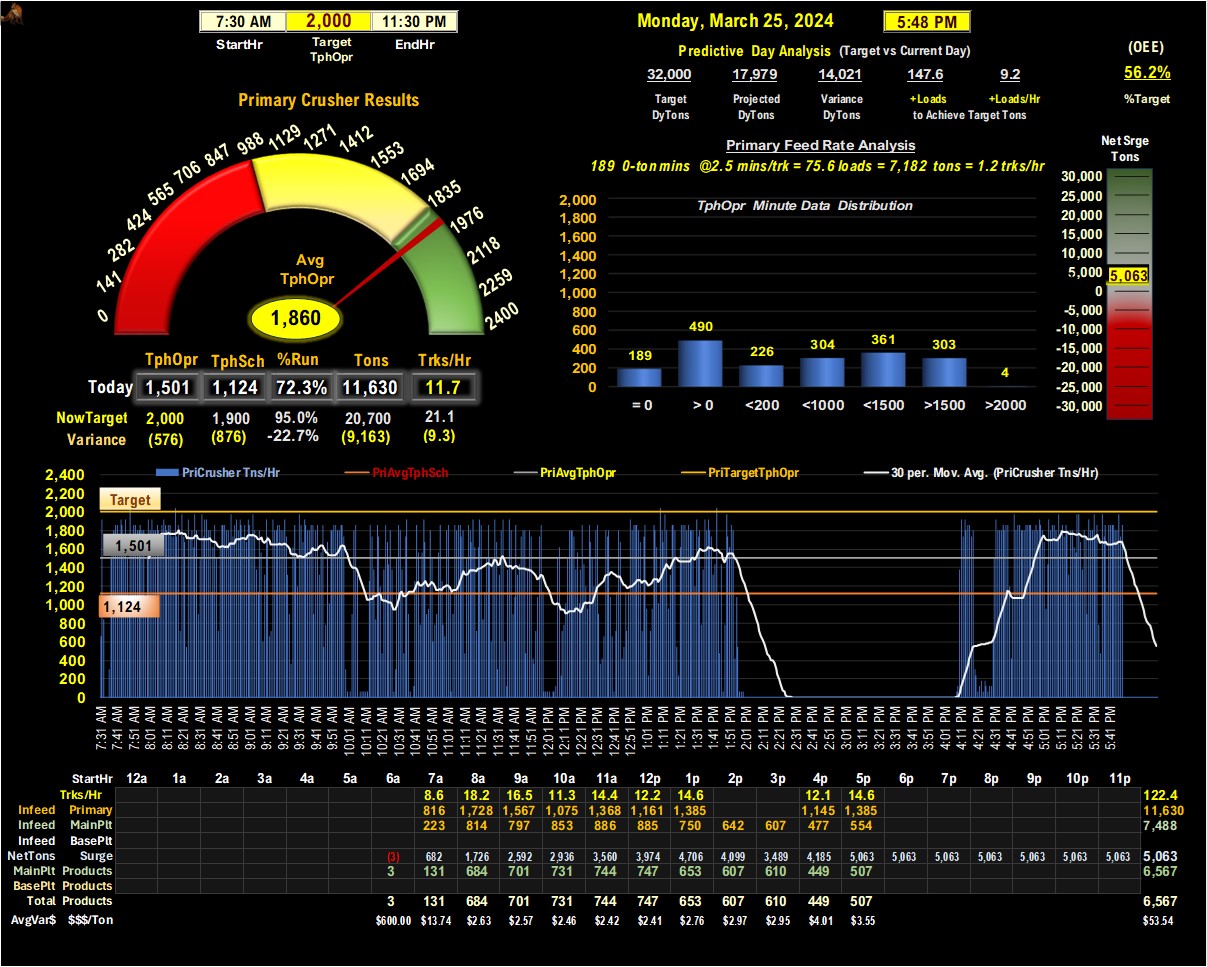 7:30 AM 2,000 11:30 PM
StartHr Target TphOpr EndHr
Monday, March 25, 2024 5:48 PM
Predictive Day Analysis (Target vs Current Day)
32,000 17,979 14,021 147.6 9.2
Target DyTons Projected DyTons Variance DyTons +Loads +Loads/Hr
to Achieve Target Tons
(OEE)
56.2%
%Target
Primary Crusher Results
0 141 282 424 565 706 847 988 1129 1271 1412 1553 1694 1835 1976 2118 2259 2400
Avg
TphOpr
1,860
TphOpr TphSch %Run Tons Trks/Hr
Today 1,501 1,124 72.3% 11,630 11.7
NowTarget 2,000 1,900 95.0% 20,700 21.1
Variance (576) (876) -22.7% (9,163) (9.3)
Primary Feed Rate Analysis
189 0-ton mins @2.5 mins/trk = 75.6 loads = 7,182 tons = 1.2 trks/hr
TphOpr Minute Data Distribution
2,000
1,800
1,600
1,400
1,200
1,000
800
600
400
200
0
189 490 226 304 361 303 4
= 0 > 0 <200 <1000 <1500 >1500 >2000
Net Srge
Tons
30,000
25,000
20,000
15,000
10,000
5,000
0
-5,000
-10,000
-15,000
-20,000
-25,000
-30,000
5,063
PriCrusher Tns/Hr PriAvgTphSch PriAvgTphOpr PriTargetTphOpr 30 per. Mov. Avg. (PriCrusher Tns/Hr)
2,400
2,200
2,000
1,800
1,600
1,400
1,200
1,000
800
600
400
200
0
Target
1,501
1,124
7:31 AM 7:41 AM 7:51 AM 8:01 AM 8:11 AM 8:21 AM 8:31 AM 8:41 AM 8:51 AM 9:01 AM 9:11 AM 9:21 AM 9:31 AM 9:41 AM 9:51 AM 10:01 AM 10:11 AM 10:21 AM 10:31 AM 10:41 AM 10:51 AM 11:01 AM 11:11 AM 11:21 AM 11:31 AM 11:41 AM 11:51 AM 12:01 PM 12:11 PM 12:21 PM 12:31 PM 12:41 PM 12:51 PM 1:01 PM 1:11 PM 1:21 PM 1:31 PM 1:41 PM 1:51 PM 2:01 PM 2:11 PM 2:21 PM 2:31 PM 2:41 PM 2:51 PM 3:01 PM 3:11 PM 3:21 PM 3:31 PM 3:41 PM 3:51 PM 4:01 PM 4:11 PM 4:21 PM 4:31 PM 4:41 PM 4:51 PM 5:01 PM 5:11 PM 5:21 PM 5:31 PM 5:41 PM
StartHr 12a 1a 2a 3a 4a 5a 6a 7a 8a 9a 10a 11a 12p 1p 2p 3p 4p 5p 6p 7p 8p 9p 10p 11p
Trks/Hr 8.6 18.2 16.5 11.3 14.4 12.2 14.6 12.1 14.6 122.4
Infeed Primary 816 1,728 1,567 1,075 1,368 1,161 1,385 1,145 1,385 11,630
Infeed MainPlt 223 814 797 853 886 885 750 642 607 477 554 7,488
Infeed BasePlt
NetTons Surge (3) 682 1,726 2,592 2,936 3,560 3,974 4,706 4,099 3,489 4,185 5,063 5,063 5,063 5,063 5,063 5,063 5,063 5,063
MainPlt Products 3 131 684 701 731 744 747 653 607 610 449 507 6,567
BasePlt Products
Total Products 3 131 684 701 731 744 747 653 607 610 449 507 6,567
AvgVar$ $$$/Ton $600.00 $13.74 $2.63 $2.57 $2.46 $2.42 $2.41 $2.76 $2.97 $2.95 $4.01 $3.55 $53.54